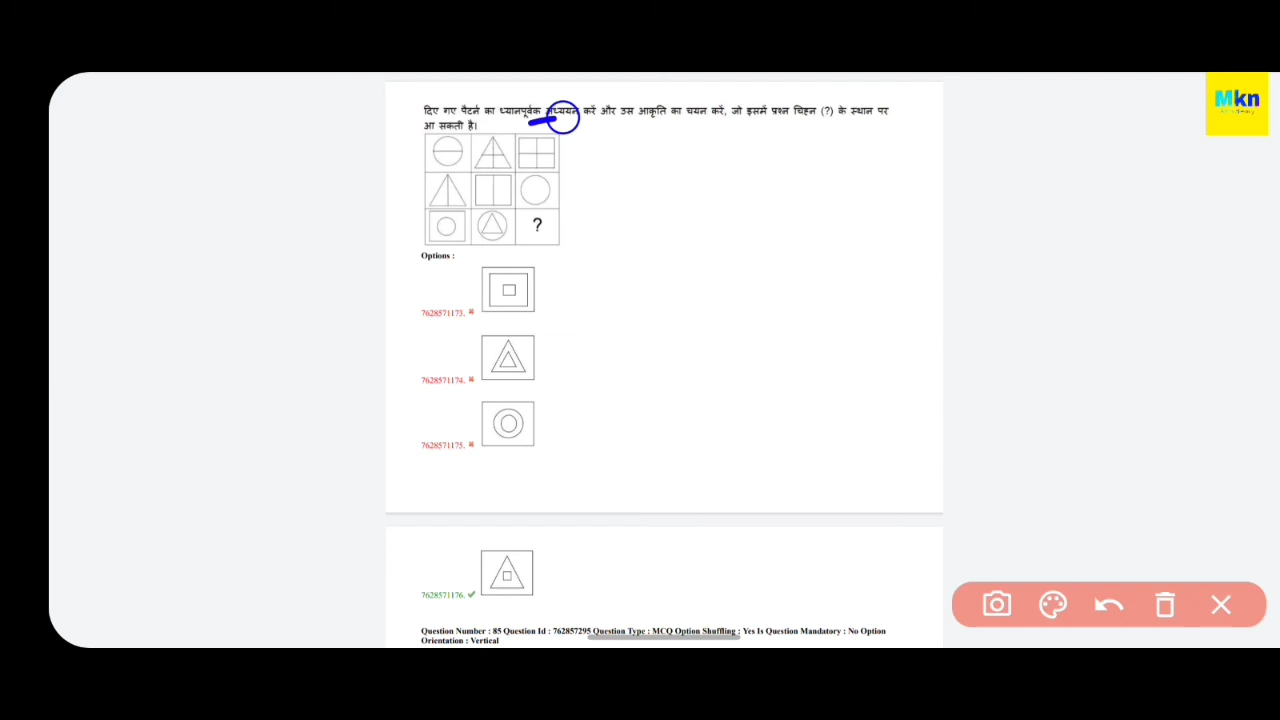 Mkn
दिए गए पैटर्न का ध्यानपूर्वक अध्ययन करें और उस आकृति का चयन करें, जो इसमें प्रश्न चिह्न (?) के स्थान पर
आ सकती है।
?
Options :
7628571173.
7628571174.
7628571175.
7628571176.
Question Number : 85 Question Id : 762857295 Question Type : MCQ Option Shuffling : Yes Is Question Mandatory : No Option
Orientation : Vertical